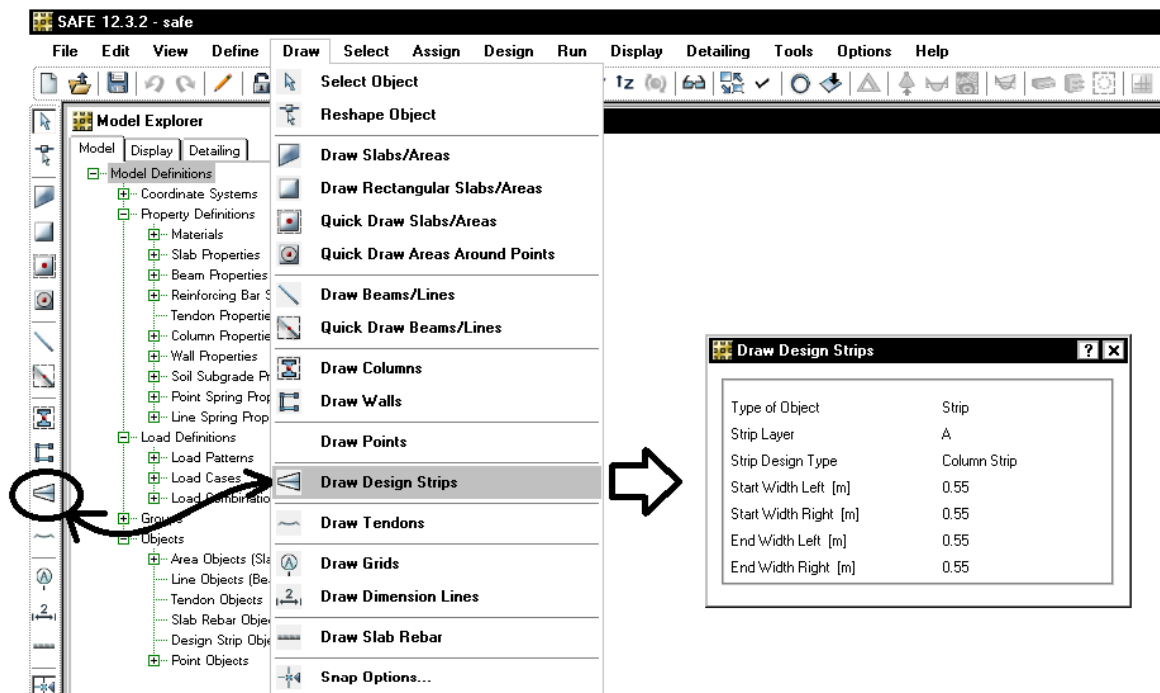 SAFE 12.3.2 - safe
File Edit View Define Draw Select Assign Design Run Display Detailing Tools Options Help
Model Explorer
Model Display Detailing
Model Definitions
Coordinate Systems
Property Definitions
Materials
Slab Properties
Beam Properties
Reinforcing Bar S
Tendon Propertie
Column Propertie
Wall Properties
Soil Subgrade Pr
Point Spring Prop
Line Spring Prop
Load Definitions
Load Patterns
Load Cases
Load Combinatio
Groups
Objects
Area Objects (Sla
Line Objects (Be
Tendon Objects
Slab Rebar Obje
Design Strip Obje
Point Objects
Select Object
Reshape Object
Draw Slabs/Areas
Draw Rectangular Slabs/Areas
Quick Draw Slabs/Areas
Quick Draw Areas Around Points
Draw Beams/Lines
Quick Draw Beams/Lines
Draw Columns
Draw Walls
Draw Points
Draw Design Strips
Draw Tendons
Draw Grids
Draw Dimension Lines
Draw Slab Rebar
Snap Options...
Draw Design Strips
Type of Object Strip
Strip Layer A
Strip Design Type Column Strip
Start Width Left [m] 0.55
Start Width Right [m] 0.55
End Width Left [m] 0.55
End Width Right [m] 0.55